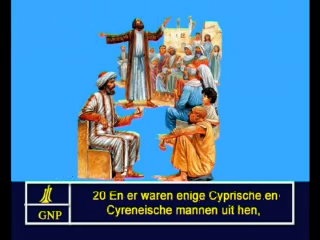 20 En er waren enige Cyprische en
Cyreneische mannen uit hen,
GNP